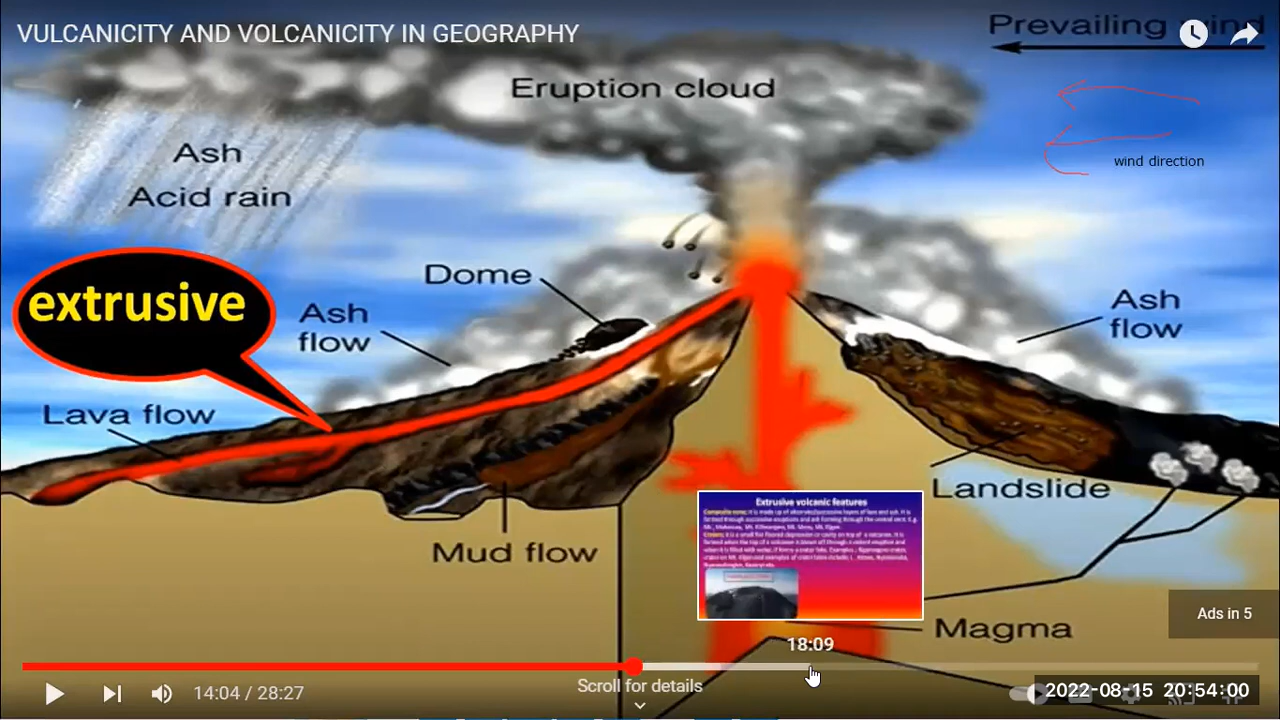 VULCANICITY AND VOLCANICITY IN GEOGRAPHY
Prevailing wind
Eruption cloud
wind direction
Ash
Acid rain
Dome
extrusive
Ash
flow
Ash
flow
Lava flow
Landslide
Mud flow
Extrusive volcanic features
Magma
Ads in 5
18:09
14:04 / 28:27
Scroll for details
2022-08-15 20:54:00